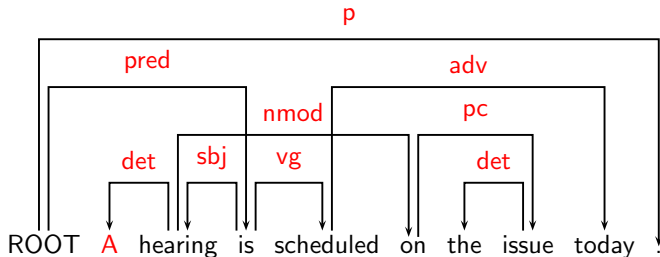 p
pred adv
nmod pc
det sbj vg det
ROOT A hearing is scheduled on the issue today .